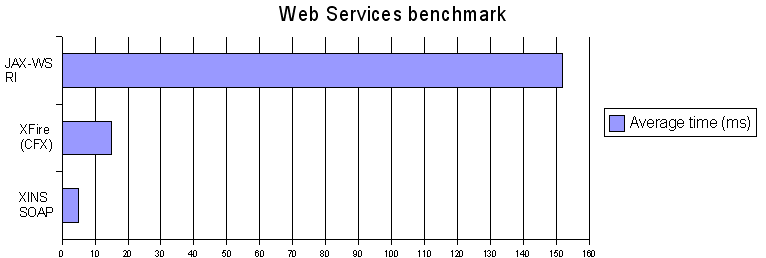 Web Services benchmark
JAX-WS
RI
XFire
(CFX)
XINS
SOAP
Average time (ms)
0 10 20 30 40 50 60 70 80 90 100 110 120 130 140 150 160